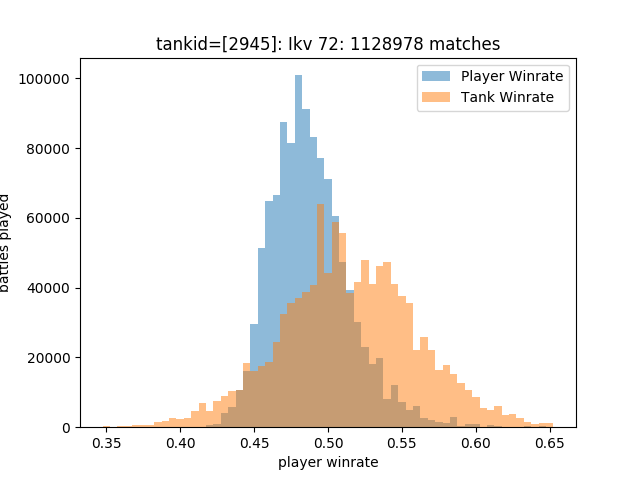 tankid=[2945]: Ikv 72: 1128978 matches
Player Winrate
Tank Winrate
battles played
100000
80000
60000
40000
20000
0
0.35 0.40 0.45 0.50 0.55 0.60 0.65
player winrate